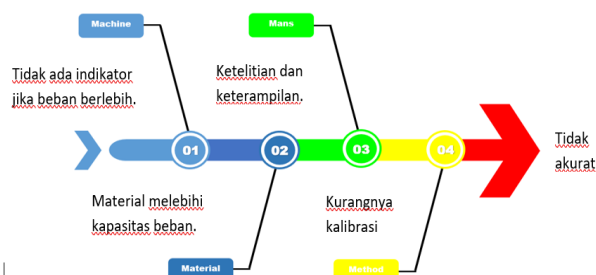 Machine
Mans
Tidak ada indikator
jika beban berlebih.
Ketelitian dan
keterampilan.
01
02
03
04
Tidak
akurat
Material melebihi
kapasitas beban.
Kurangnya
kalibrasi
Material
Method